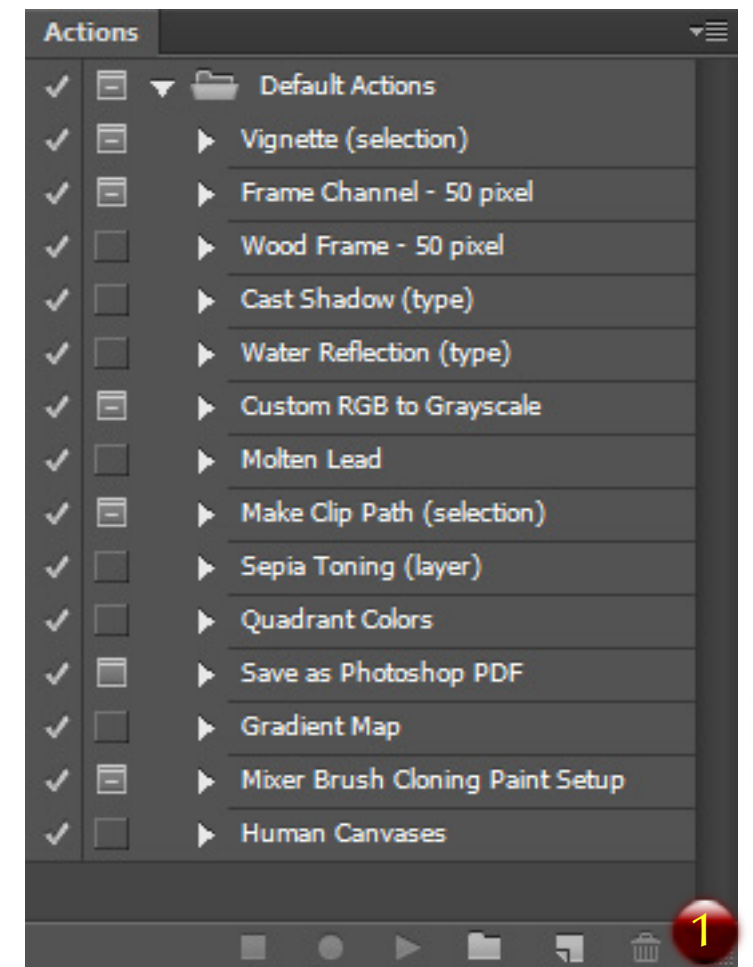 Actions
Default Actions
Vignette (selection)
Frame Channel - 50 pixel
Wood Frame - 50 pixel
Cast Shadow (type)
Water Reflection (type)
Custom RGB to Grayscale
Molten Lead
Make Clip Path (selection)
Sepia Toning (layer)
Quadrant Colors
Save as Photoshop PDF
Gradient Map
Mixer Brush Cloning Paint Setup
Human Canvases
1